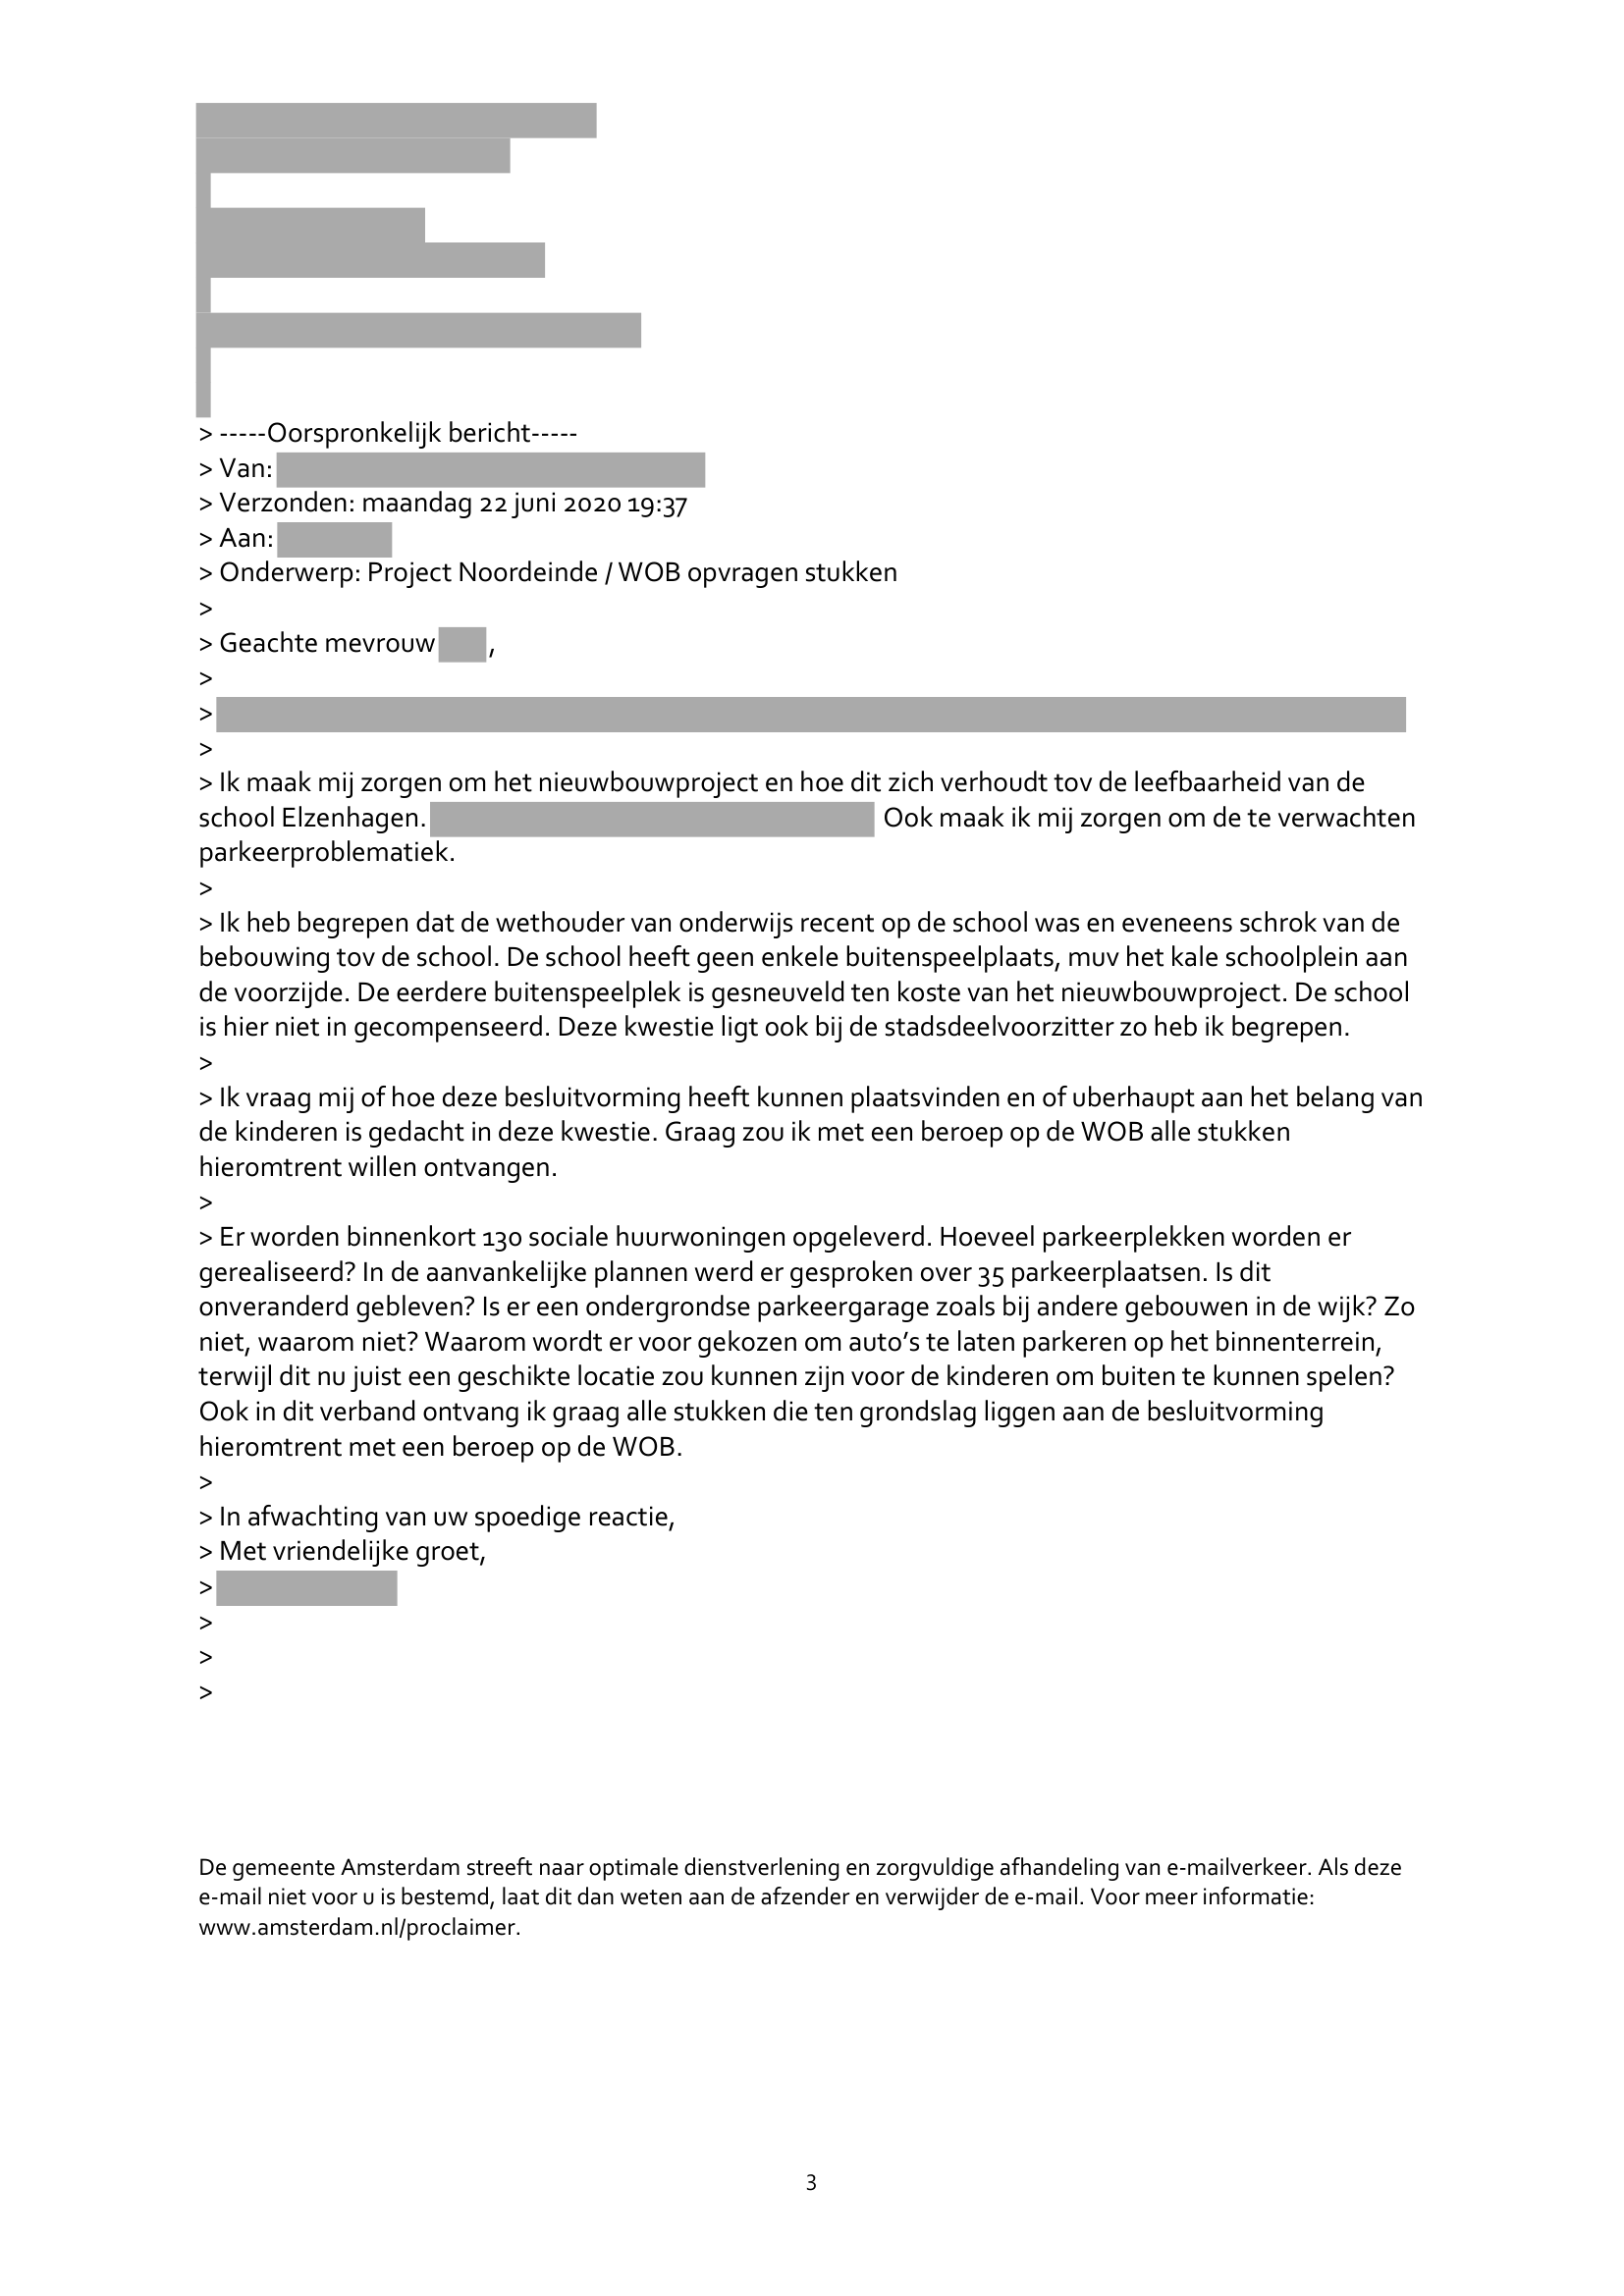 > -----Oorspronkelijk bericht-----
> Van:
> Verzonden: maandag 22 juni 2020 19:37
> Aan:
> Onderwerp: Project Noordeinde / WOB opvragen stukken
>
> Geachte mevrouw ,
>
>
>
> Ik maak mij zorgen om het nieuwbouwproject en hoe dit zich verhoudt tov de leefbaarheid van de
school Elzenhagen. Ook maak ik mij zorgen om de te verwachten
parkeerproblematiek.
>
> Ik heb begrepen dat de wethouder van onderwijs recent op de school was en eveneens schrok van de
bebouwing tov de school. De school heeft geen enkele buitenspeelplaats, muv het kale schoolplein aan
de voorzijde. De eerdere buitenspeelplek is gesneuveld ten koste van het nieuwbouwproject. De school
is hier niet in gecompenseerd. Deze kwestie ligt ook bij de stadsdeelvoorzitter zo heb ik begrepen.
>
> Ik vraag mij of hoe deze besluitvorming heeft kunnen plaatsvinden en of uberhaupt aan het belang van
de kinderen is gedacht in deze kwestie. Graag zou ik met een beroep op de WOB alle stukken
hieromtrent willen ontvangen.
>
> Er worden binnenkort 130 sociale huurwoningen opgeleverd. Hoeveel parkeerplekken worden er
gerealiseerd? In de aanvankelijke plannen werd er gesproken over 35 parkeerplaatsen. Is dit
onveranderd gebleven? Is er een ondergrondse parkeergarage zoals bij andere gebouwen in de wijk? Zo
niet, waarom niet? Waarom wordt er voor gekozen om auto’s te laten parkeren op het binnenterrein,
terwijl dit nu juist een geschikte locatie zou kunnen zijn voor de kinderen om buiten te kunnen spelen?
Ook in dit verband ontvang ik graag alle stukken die ten grondslag liggen aan de besluitvorming
hieromtrent met een beroep op de WOB.
>
> In afwachting van uw spoedige reactie,
> Met vriendelijke groet,
>
>
>
>
De gemeente Amsterdam streeft naar optimale dienstverlening en zorgvuldige afhandeling van e-mailverkeer. Als deze
e-mail niet voor u is bestemd, laat dit dan weten aan de afzender en verwijder de e-mail. Voor meer informatie:
www.amsterdam.nl/proclaimer.
3